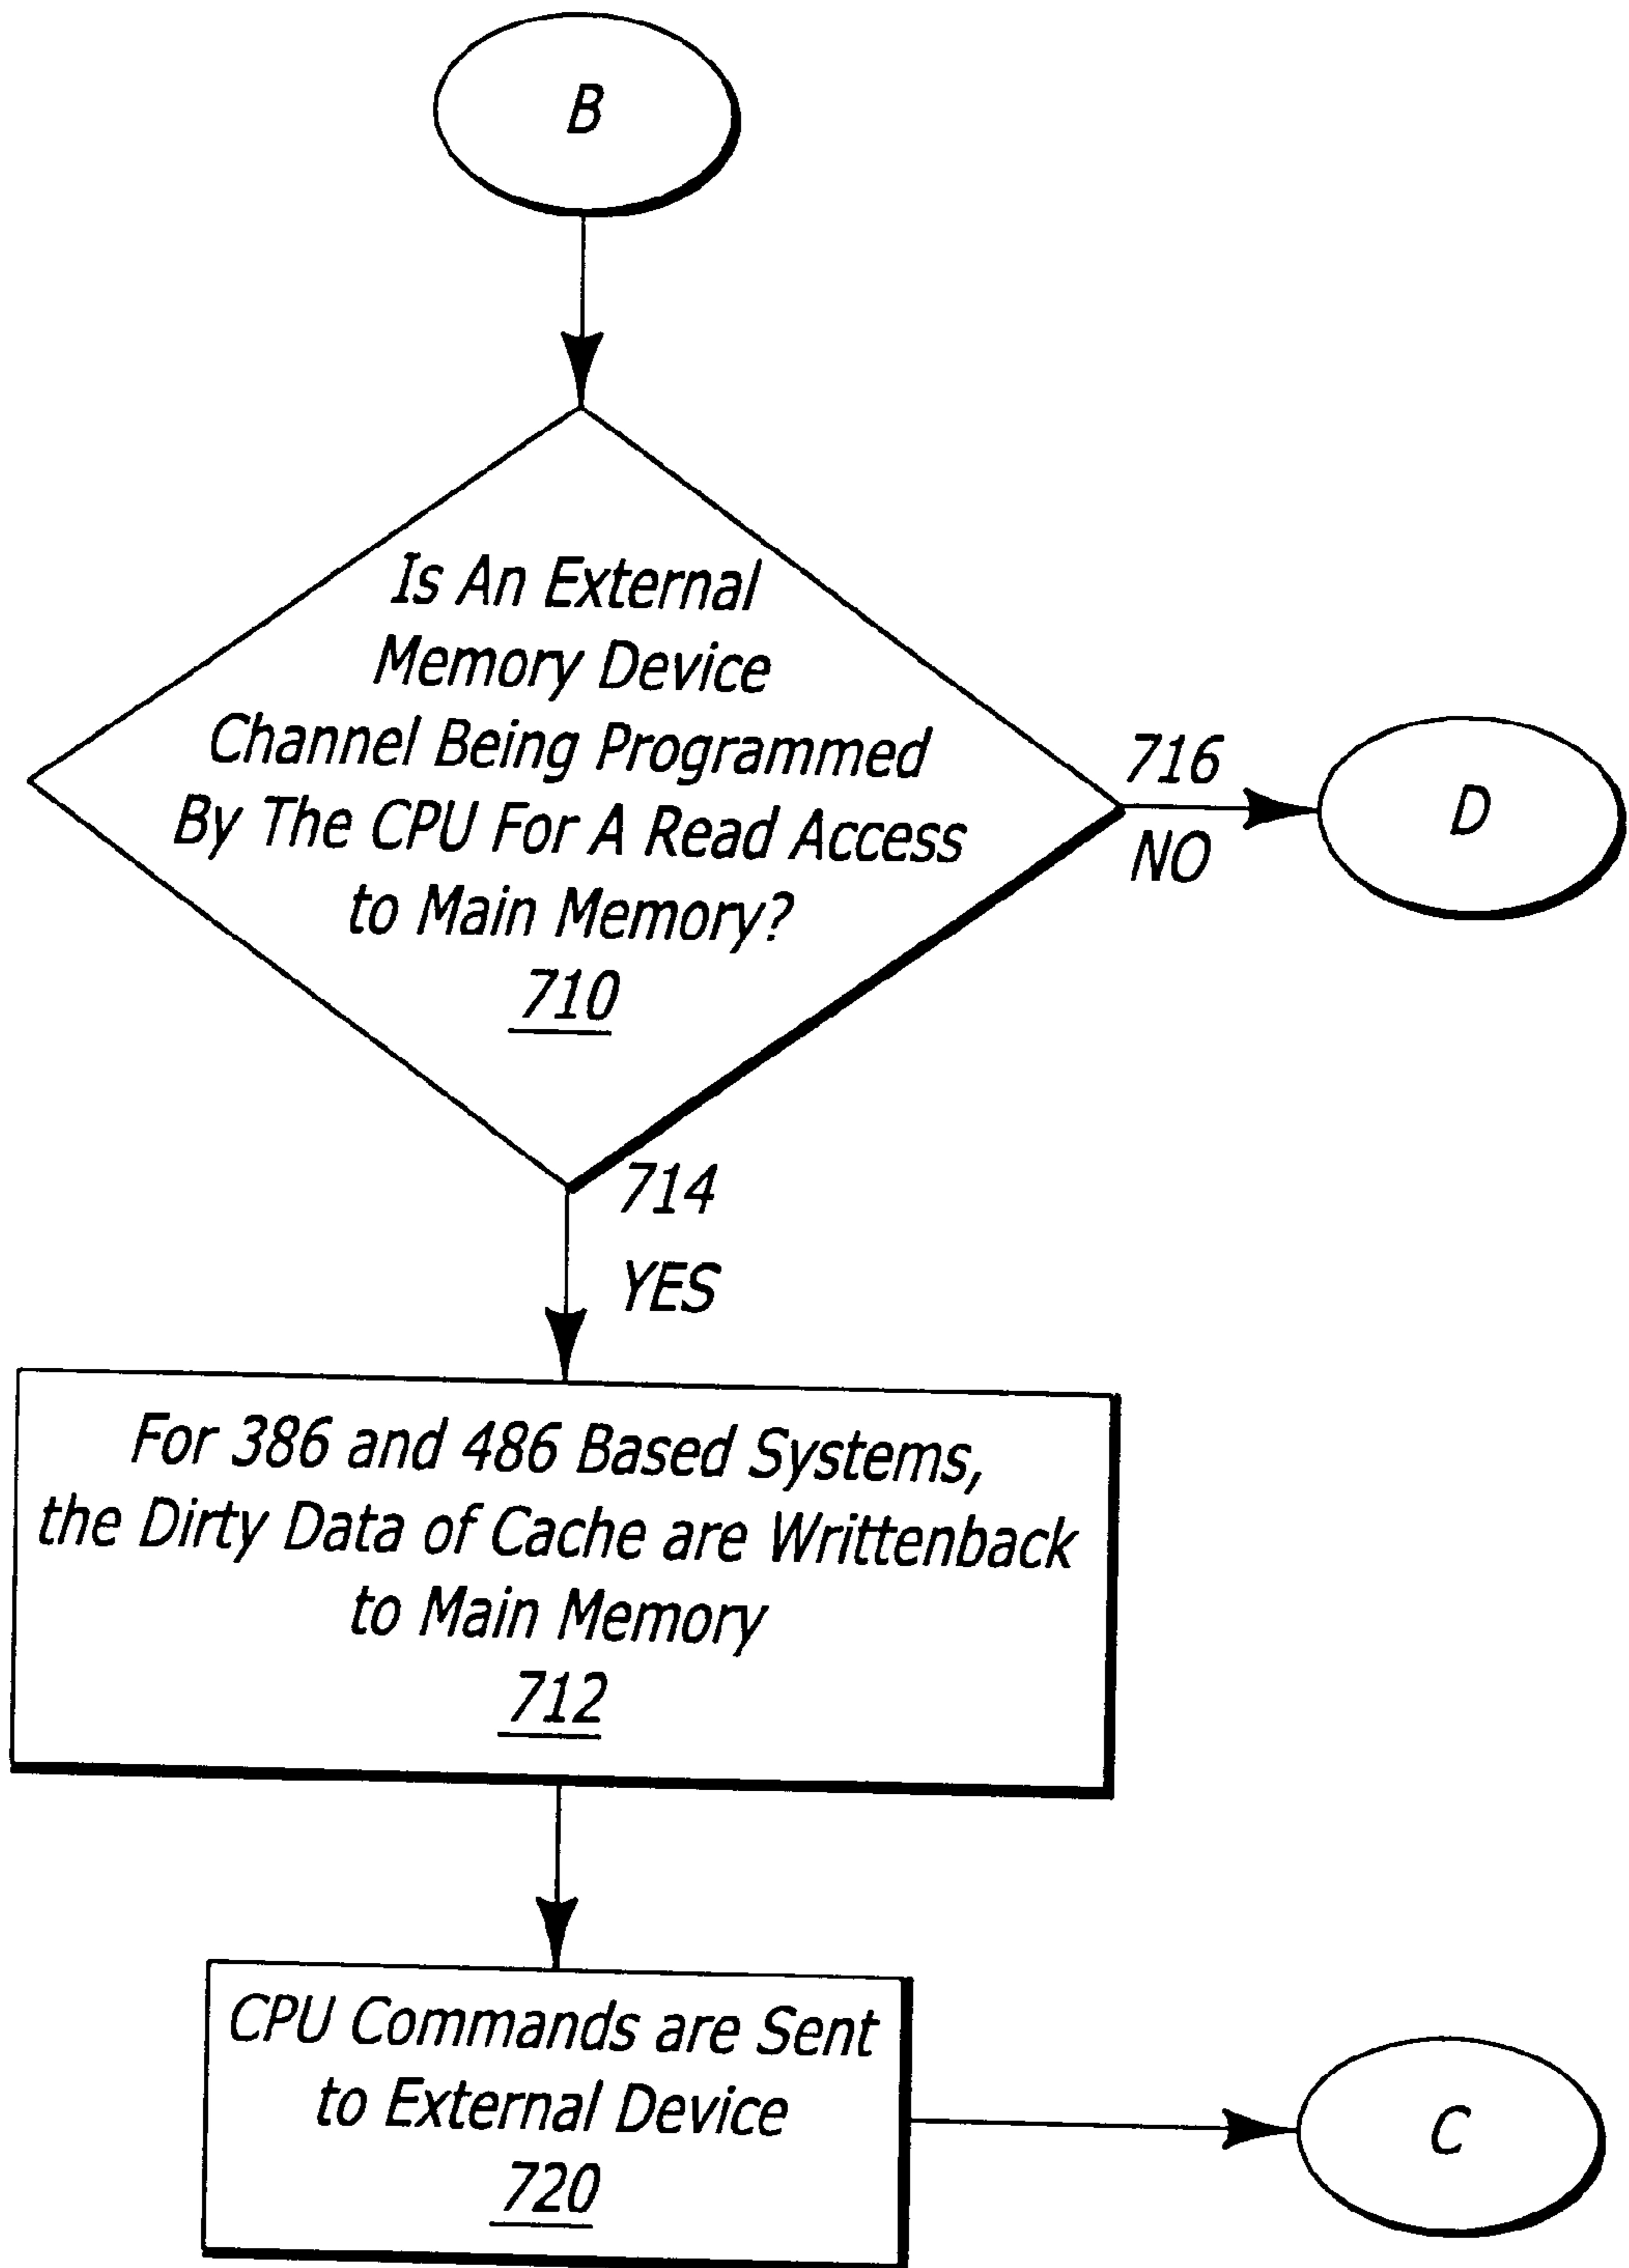 B
Is An External
Memory Device
Channel Being Programmed
By The CPU For A Read Access
to Main Memory?
710
716
NO
D
714
YES
For 386 and 486 Based Systems,
the Dirty Data of Cache are Writtenback
to Main Memory
712
CPU Commands are Sent
to External Device
720
C